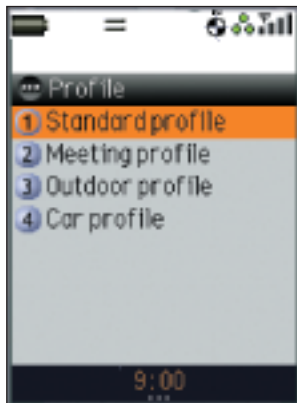 Profile
1 Standard profile
2 Meeting profile
3 Outdoor profile
4 Car profile
9:00